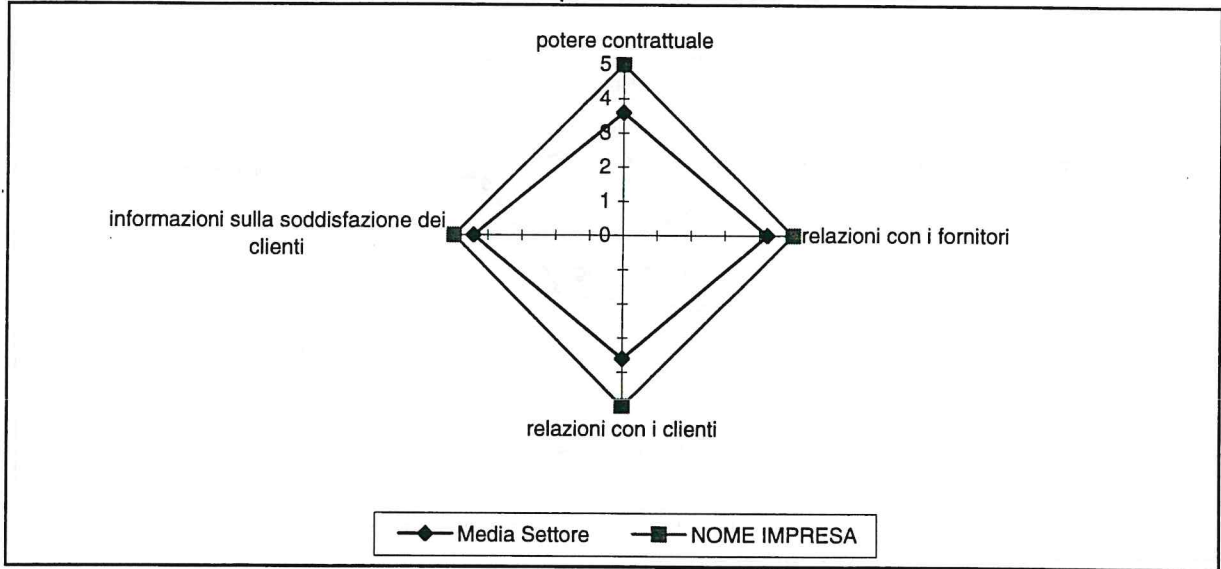 potere contrattuale
5
4
3
2
1
0
informazioni sulla soddisfazione dei
clienti
relazioni con i fornitori
relazioni con i clienti
Media Settore
NOME IMPRESA